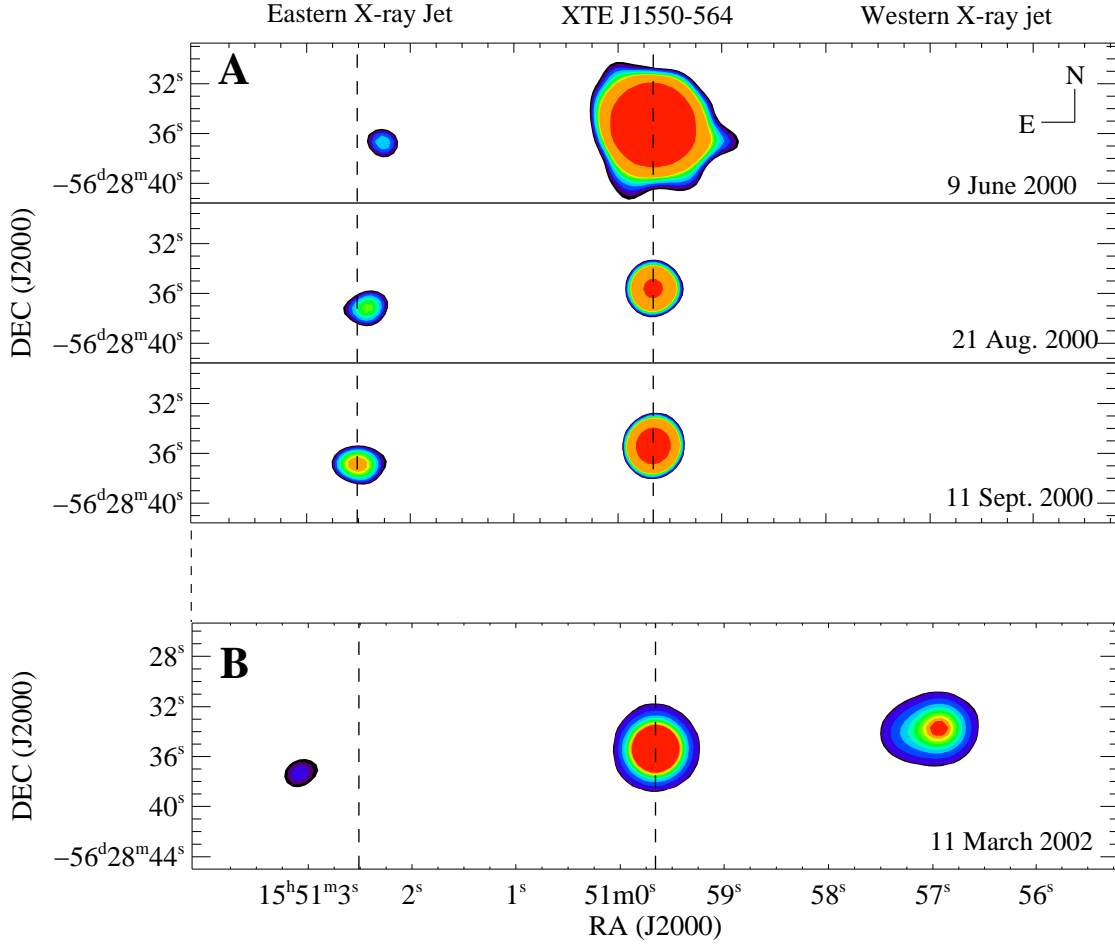 Eastern X-ray Jet XTE J1550-564 Western X-ray jet
A
N
E
32ˢ
36ˢ
−56ᵈ28ᵐ40ˢ
9 June 2000
32ˢ
36ˢ
−56ᵈ28ᵐ40ˢ
21 Aug. 2000
32ˢ
36ˢ
−56ᵈ28ᵐ40ˢ
11 Sept. 2000
DEC (J2000)
B
28ˢ
32ˢ
36ˢ
40ˢ
−56ᵈ28ᵐ44ˢ
11 March 2002
DEC (J2000)
15ʰ51ᵐ3ˢ 2ˢ 1ˢ 51m0ˢ 59ˢ 58ˢ 57ˢ 56ˢ
RA (J2000)